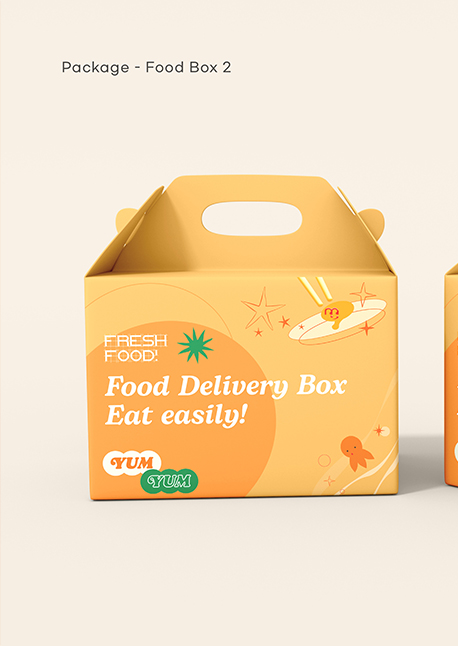 Package - Food Box 2
FRESH
FOOD!
Food Delivery Box
Eat easily!
YUM
YUM